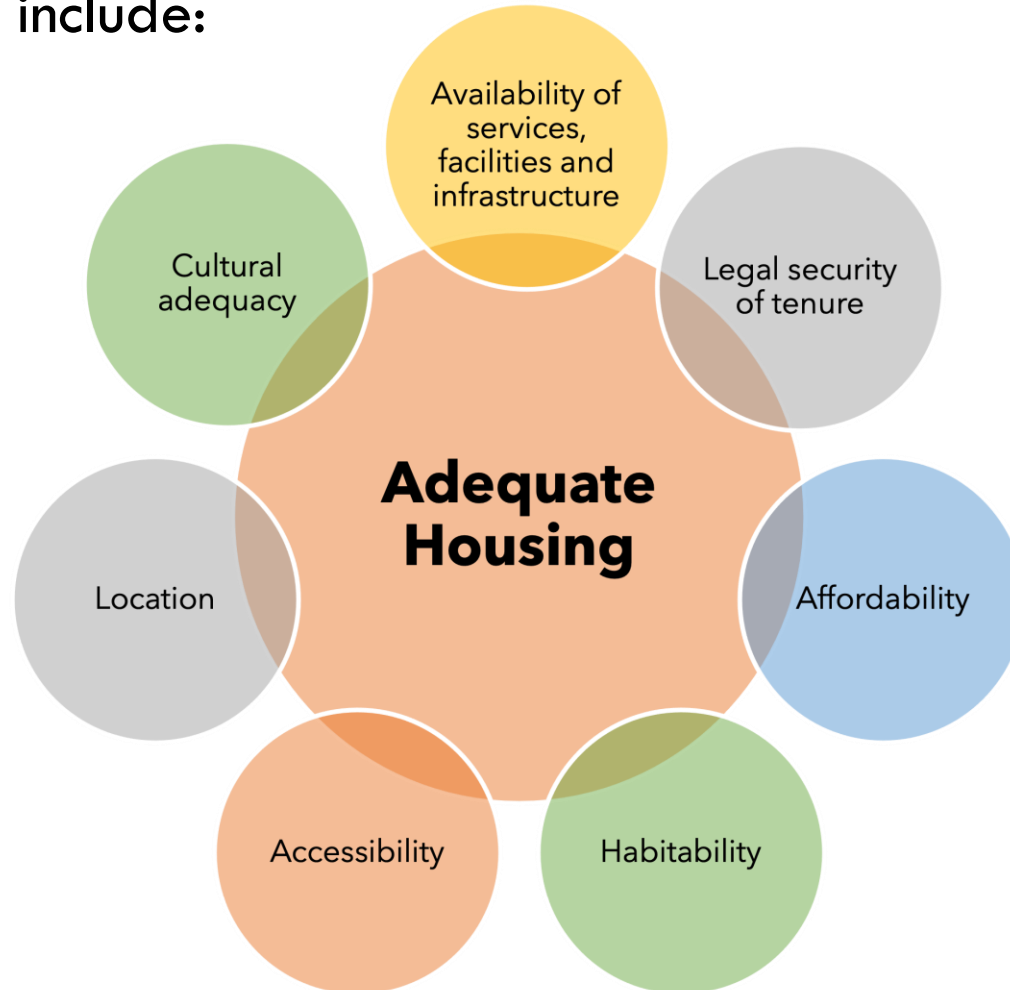 include:
Availability of
services,
facilities and
infrastructure
Cultural
adequacy
Legal security
of tenure
Adequate
Housing
Location
Affordability
Accessibility
Habitability